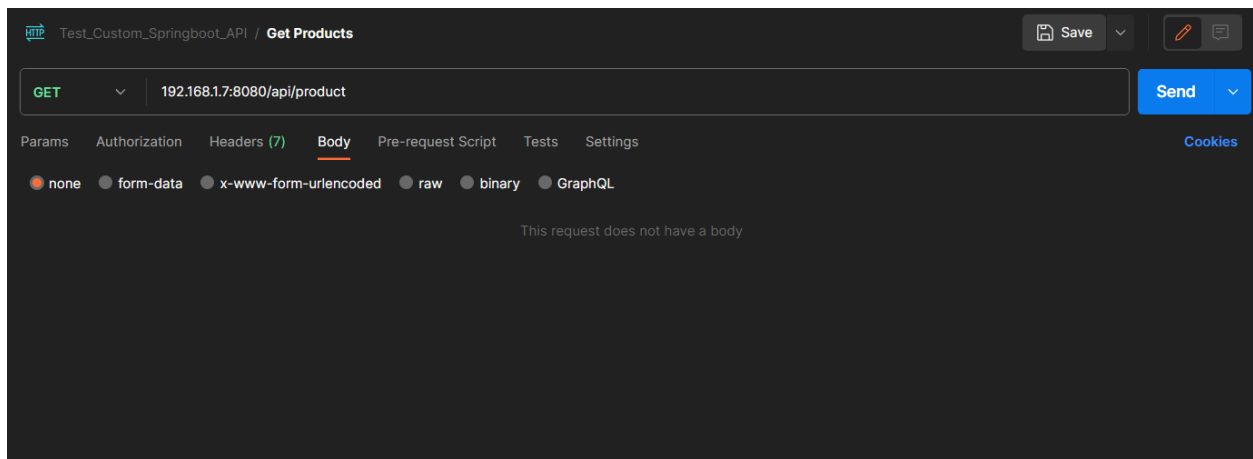 HTTP Test_Custom_Springboot_API / Get Products Save
GET 192.168.1.7:8080/api/product Send
Params Authorization Headers (7) Body Pre-request Script Tests Settings Cookies
none form-data x-www-form-urlencoded raw binary GraphQL
This request does not have a body